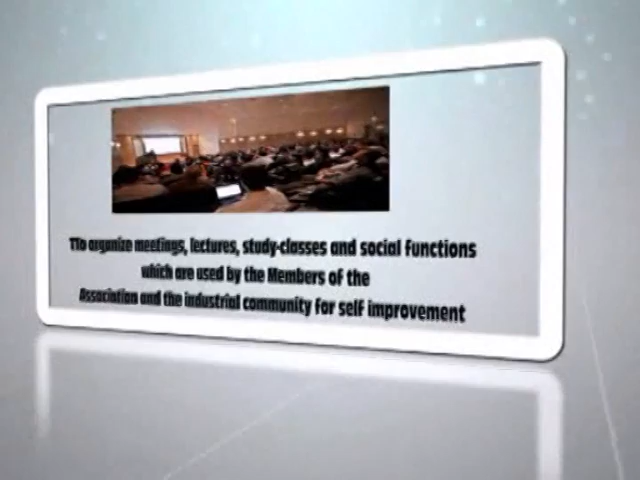 To organize meetings, lectures, study-classes and social functions
which are used by the Members of the
Association and the industrial community for self improvement